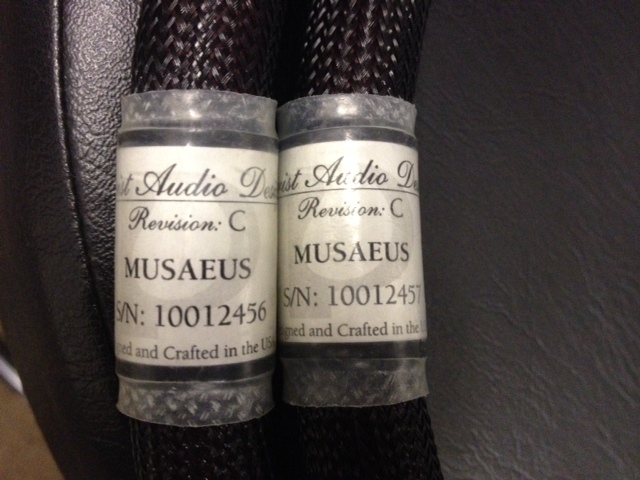 Audio
Revision: C
MUSAEUS
S/N: 10012456
and Crafted in the
Audio
Revision: C
MUSAEUS
S/N: 10012457
and Crafted in the